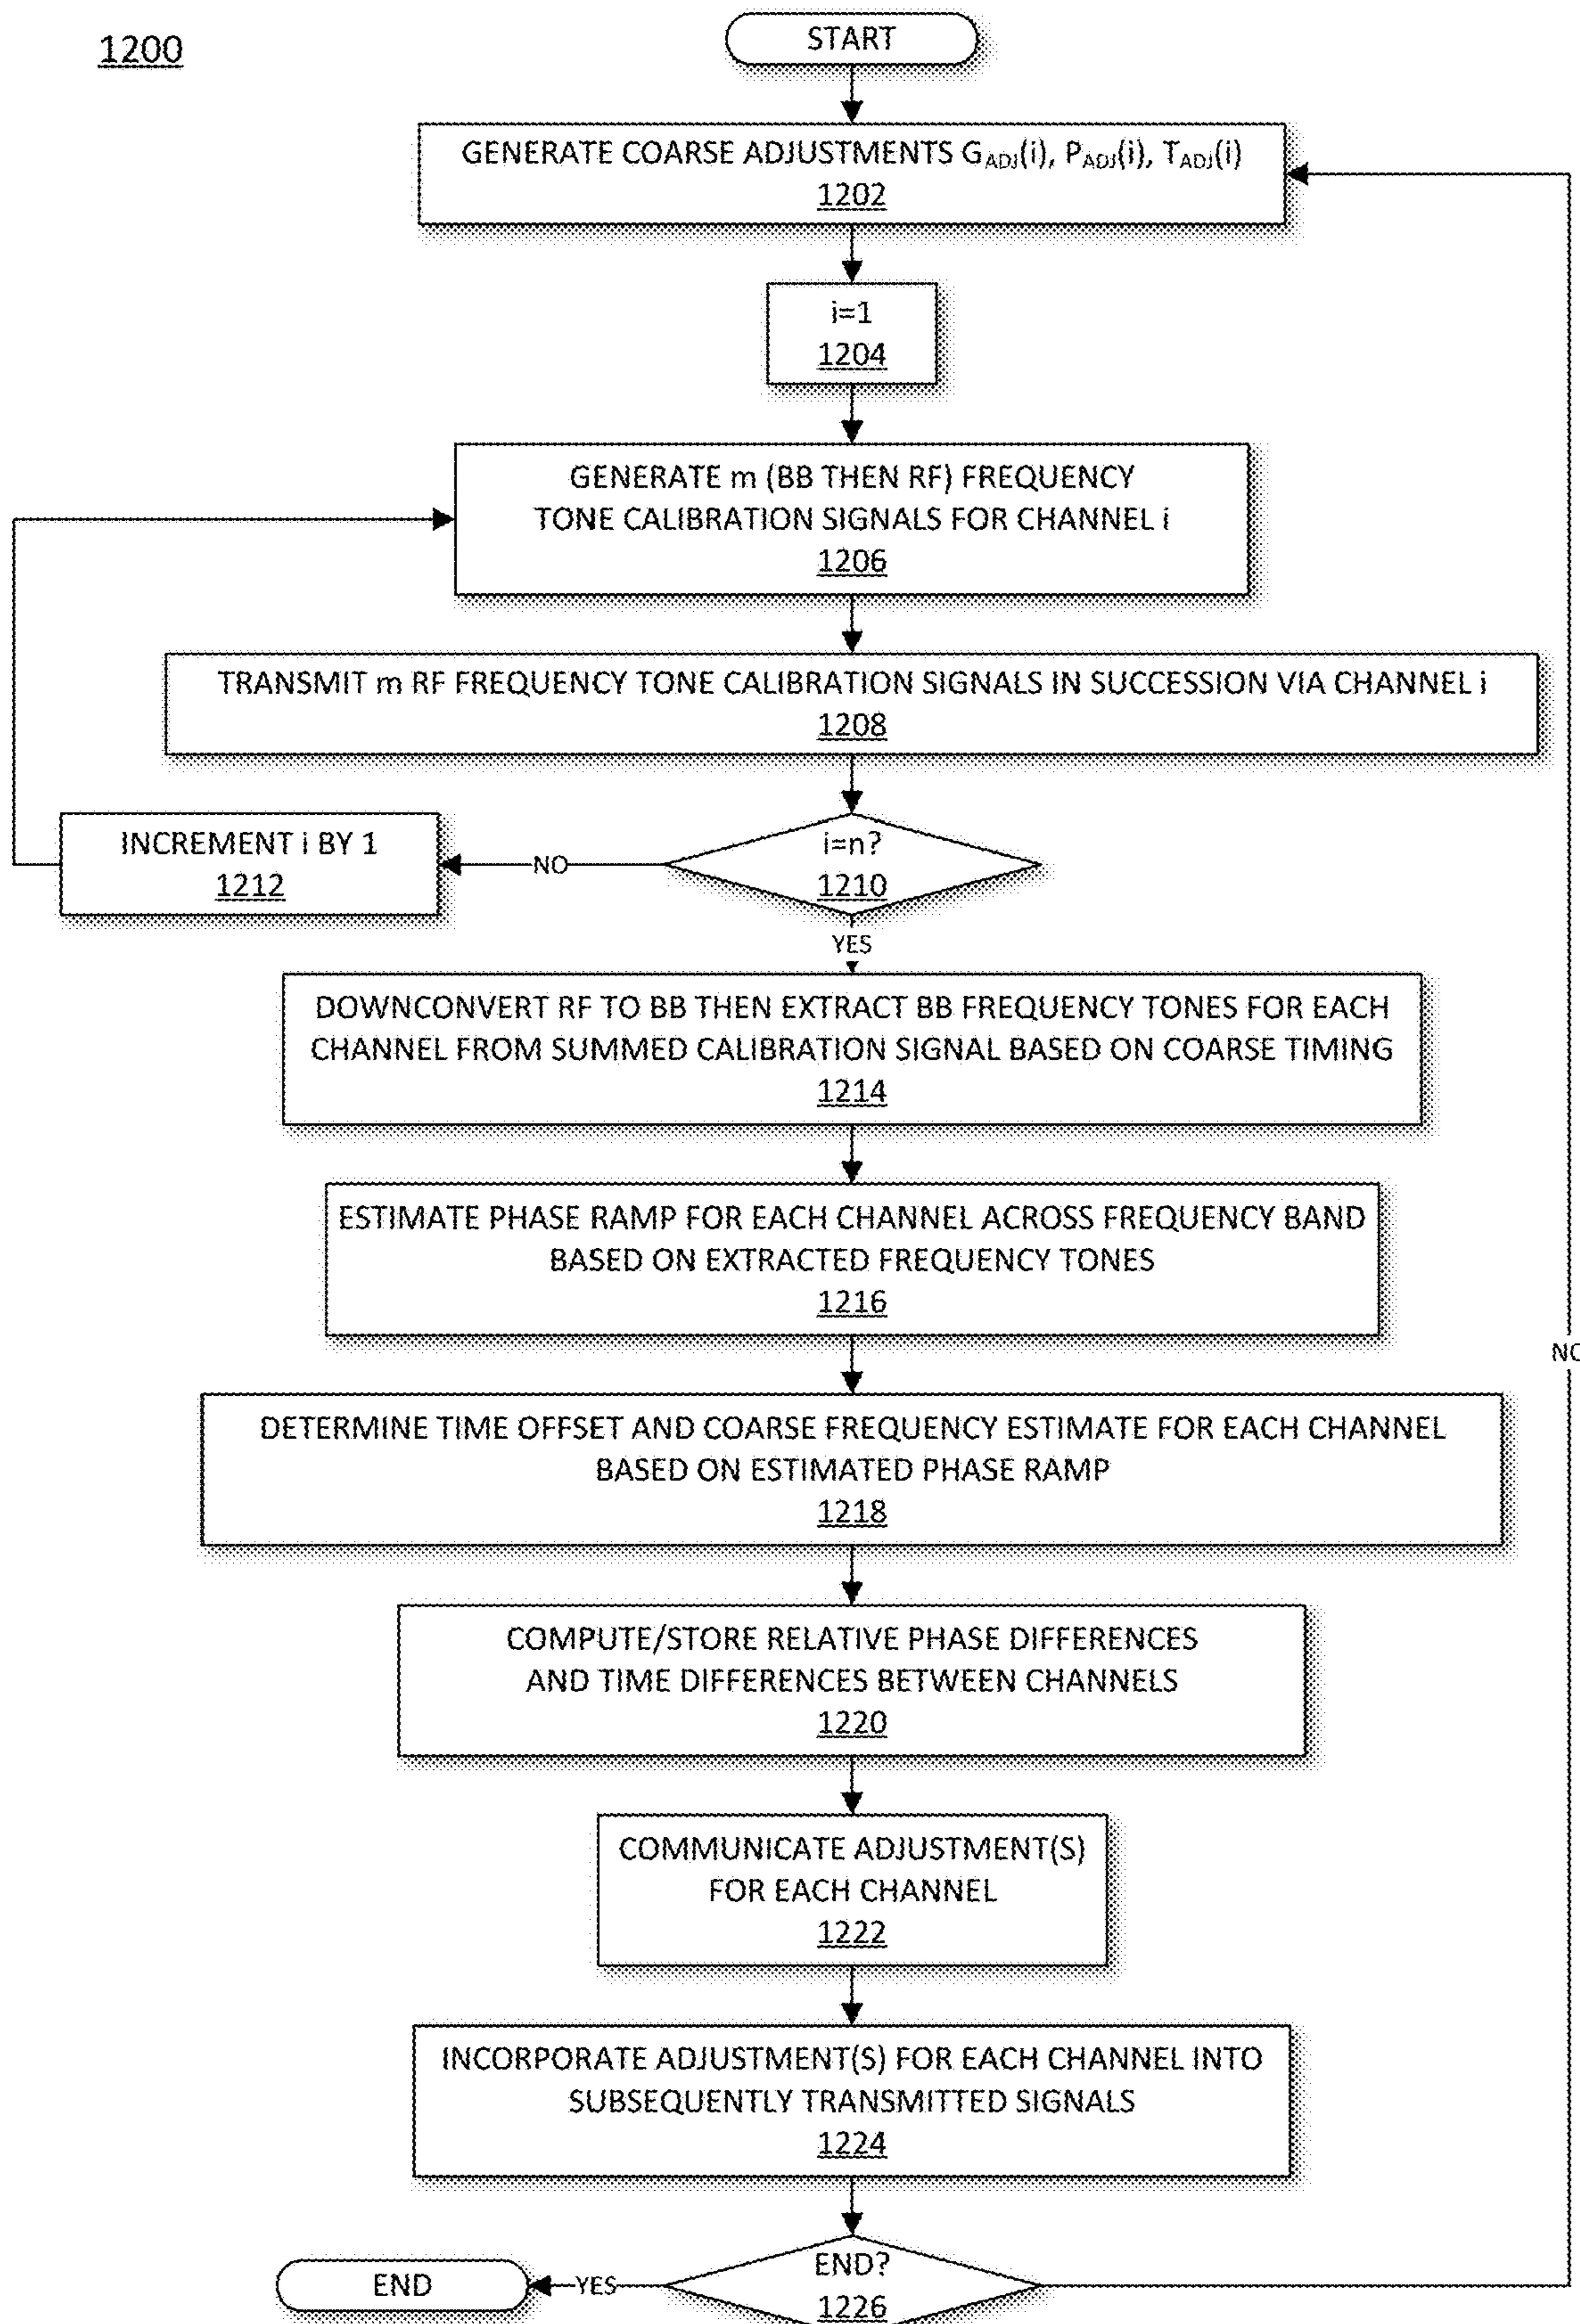 1200
START
GENERATE COARSE ADJUSTMENTS GADJ(i), PADJ(i), TADJ(i)
1202
i=1
1204
GENERATE m (BB THEN RF) FREQUENCY
TONE CALIBRATION SIGNALS FOR CHANNEL i
1206
TRANSMIT m RF FREQUENCY TONE CALIBRATION SIGNALS IN SUCCESSION VIA CHANNEL i
1208
INCREMENT i BY 1
1212
NO
i=n?
1210
YES
DOWNCONVERT RF TO BB THEN EXTRACT BB FREQUENCY TONES FOR EACH
CHANNEL FROM SUMMED CALIBRATION SIGNAL BASED ON COARSE TIMING
1214
ESTIMATE PHASE RAMP FOR EACH CHANNEL ACROSS FREQUENCY BAND
BASED ON EXTRACTED FREQUENCY TONES
1216
NO
DETERMINE TIME OFFSET AND COARSE FREQUENCY ESTIMATE FOR EACH CHANNEL
BASED ON ESTIMATED PHASE RAMP
1218
COMPUTE/STORE RELATIVE PHASE DIFFERENCES
AND TIME DIFFERENCES BETWEEN CHANNELS
1220
COMMUNICATE ADJUSTMENT(S)
FOR EACH CHANNEL
1222
INCORPORATE ADJUSTMENT(S) FOR EACH CHANNEL INTO
SUBSEQUENTLY TRANSMITTED SIGNALS
1224
END
YES
END?
1226